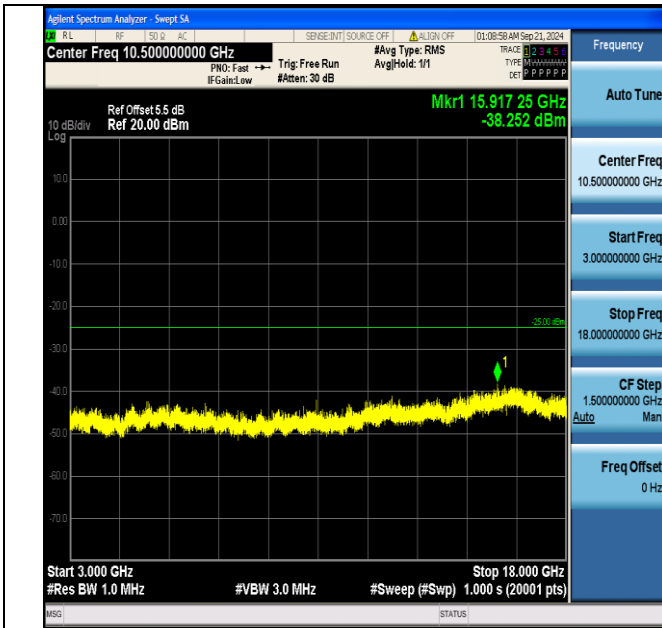 Agilent Spectrum Analyzer - Swept SA
RL RF 50 Ω AC SENSE:INT SOURCE OFF ALIGN OFF 01:08:58 AM Sep 21, 2024
Center Freq 10.500000000 GHz #Avg Type: RMS TRACE 1 2 3 4 5 6
PNO: Fast Trig: Free Run Avg|Hold: 1/1 TYPE
IFGain:Low #Atten: 30 dB DET P P P P P P
Mkr1 15.917 25 GHz
-38.252 dBm
Ref Offset 5.5 dB
10 dB/div Ref 20.00 dBm
Log
10.0
0.00
-10.0
-20.0
-25.00 dBm
-30.0
1
-40.0
-50.0
-60.0
-70.0
Start 3.000 GHz Stop 18.000 GHz
#Res BW 1.0 MHz #VBW 3.0 MHz #Sweep (#Swp) 1.000 s (20001 pts)
MSG STATUS
Frequency
Auto Tune
Center Freq
10.500000000 GHz
Start Freq
3.000000000 GHz
Stop Freq
18.000000000 GHz
CF Step
1.500000000 GHz
Auto Man
Freq Offset
0 Hz